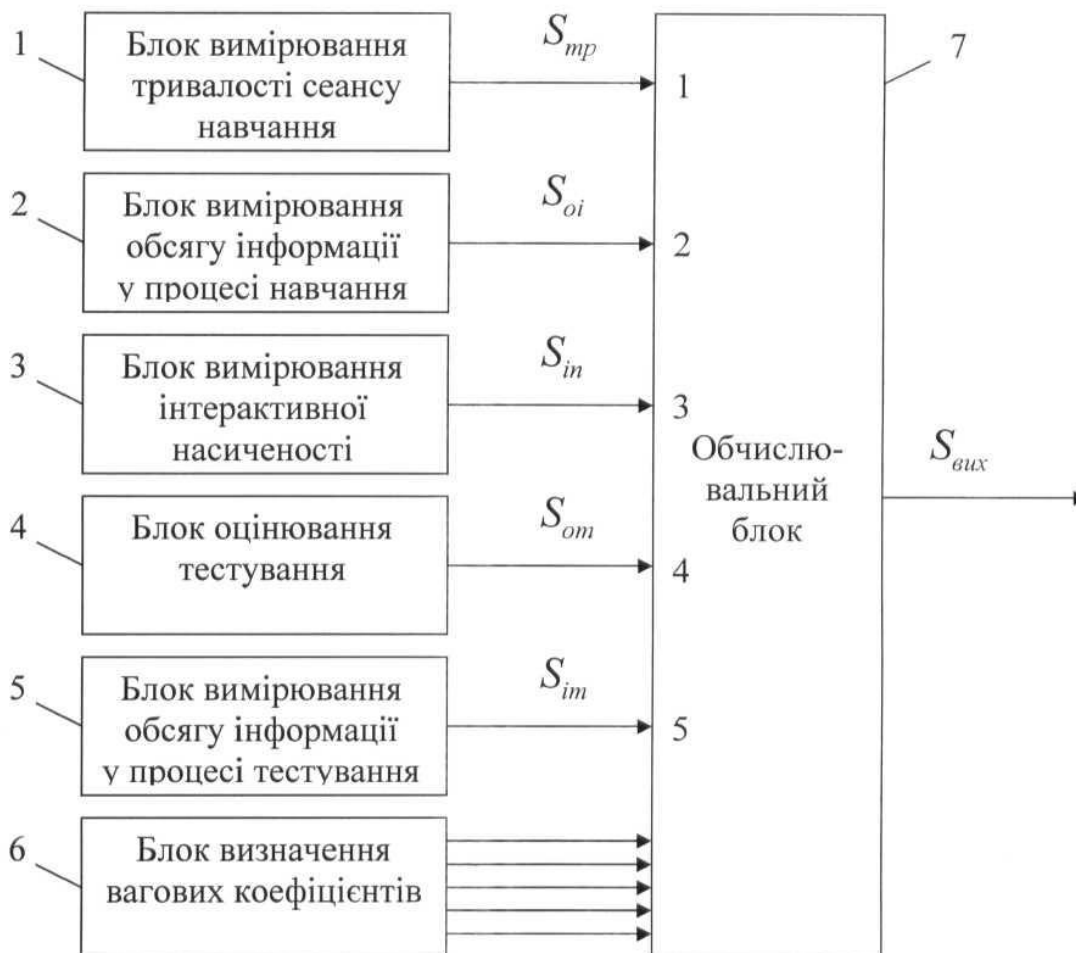 1
Блок вимірювання
тривалості сеансу
навчання
S_тр
1
7
2
Блок вимірювання
обсягу інформації
у процесі навчання
S_оі
2
3
Блок вимірювання
інтерактивної
насиченості
S_іп
3
Обчислю-
вальний
блок
S_вих
4
Блок оцінювання
тестування
S_от
4
5
Блок вимірювання
обсягу інформації
у процесі тестування
S_іт
5
6
Блок визначення
вагових коефіцієнтів